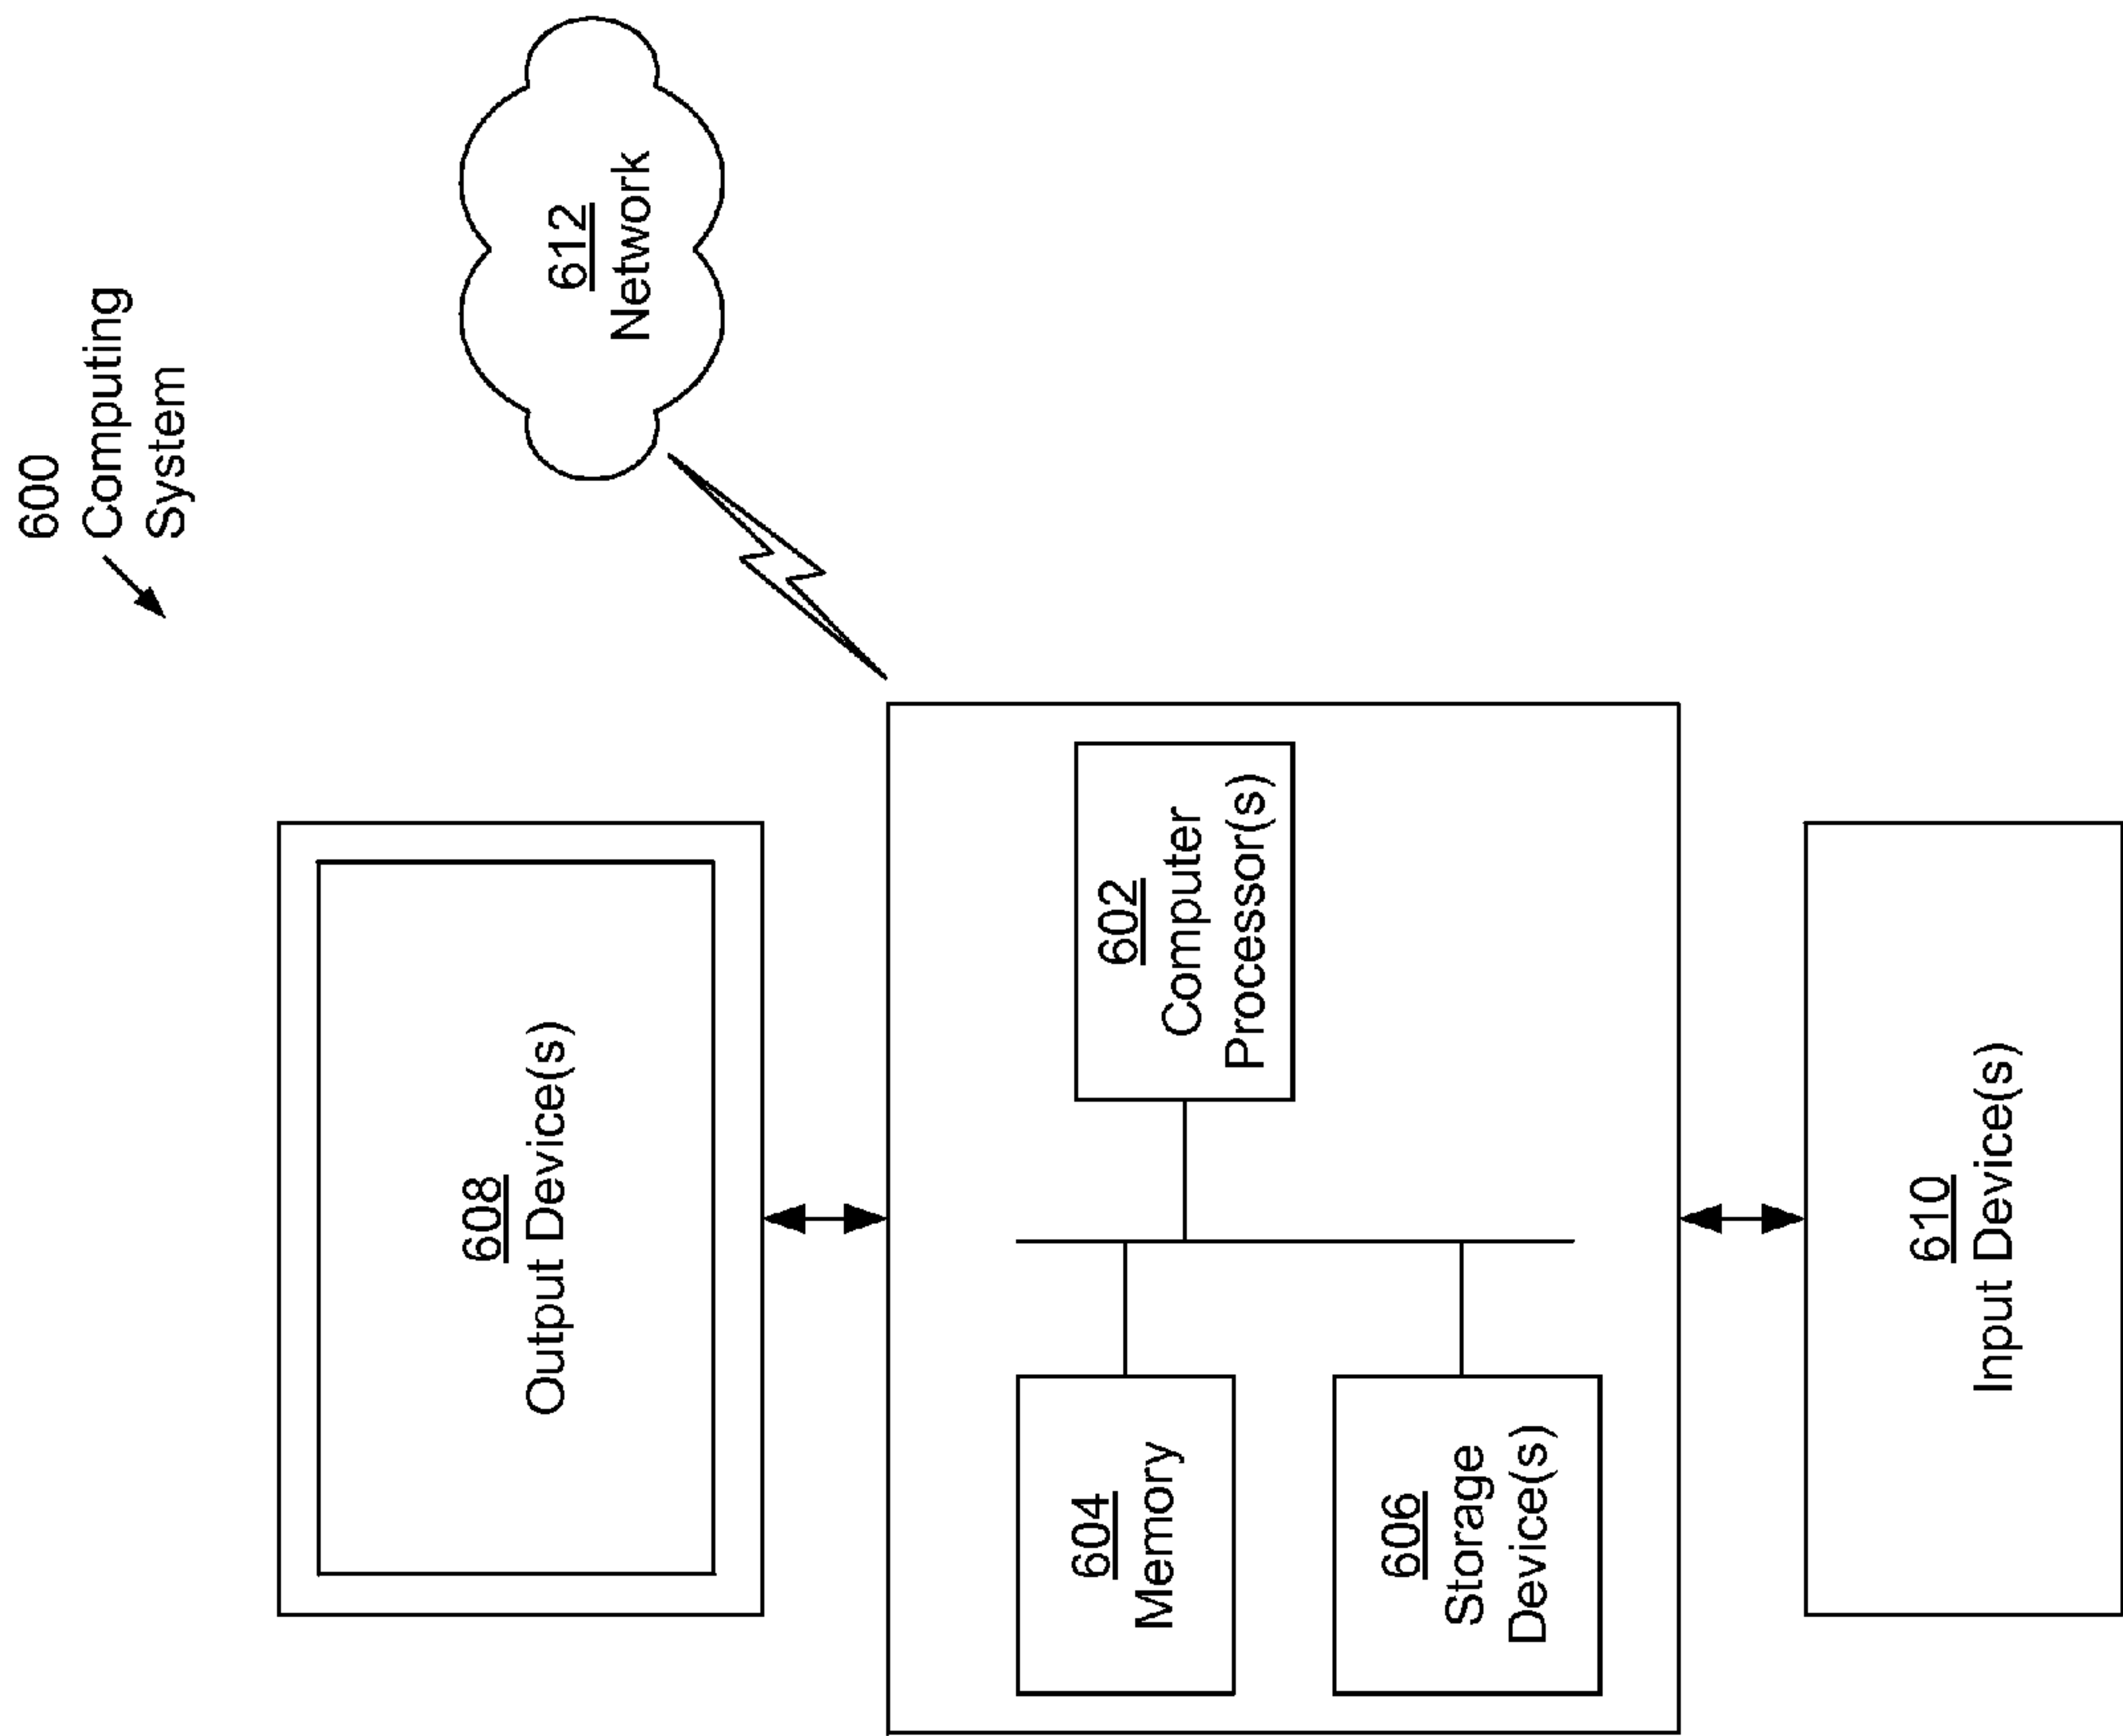 600
Computing
System
612
Network
608
Output Device(s)
602
Computer
Processor(s)
604
Memory
606
Storage
Device(s)
610
Input Device(s)